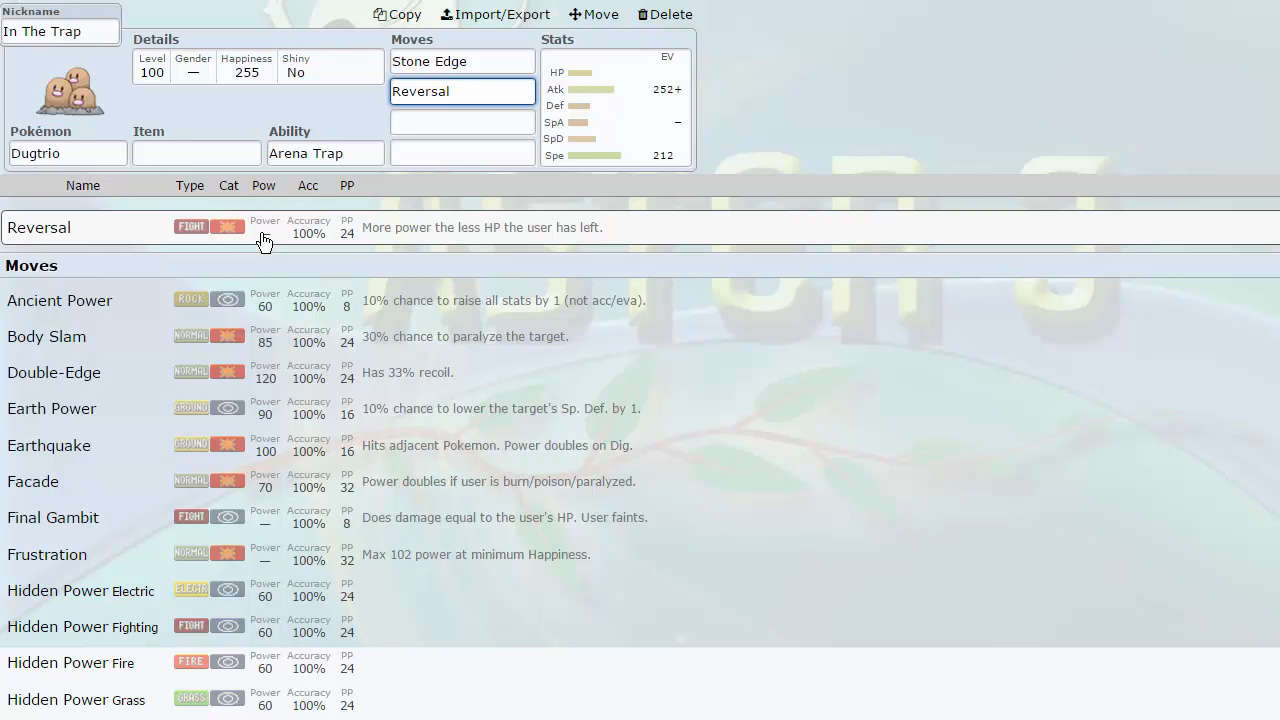 Nickname
In The Trap
Copy Import/Export Move Delete
Details
Level Gender Happiness Shiny
100 — 255 No
Moves
Stone Edge
Reversal
Stats
EV
HP
Atk 252+
Def
SpA –
SpD
Spe 212
Pokémon Item Ability
Dugtrio Arena Trap
Name Type Cat Pow Acc PP
Reversal FIGHT Power — Accuracy 100% PP 24 More power the less HP the user has left.
Moves
Ancient Power ROCK Power 60 Accuracy 100% PP 8 10% chance to raise all stats by 1 (not acc/eva).
Body Slam NORMAL Power 85 Accuracy 100% PP 24 30% chance to paralyze the target.
Double-Edge NORMAL Power 120 Accuracy 100% PP 24 Has 33% recoil.
Earth Power GROUND Power 90 Accuracy 100% PP 16 10% chance to lower the target's Sp. Def. by 1.
Earthquake GROUND Power 100 Accuracy 100% PP 16 Hits adjacent Pokemon. Power doubles on Dig.
Facade NORMAL Power 70 Accuracy 100% PP 32 Power doubles if user is burn/poison/paralyzed.
Final Gambit FIGHT Power — Accuracy 100% PP 8 Does damage equal to the user's HP. User faints.
Frustration NORMAL Power — Accuracy 100% PP 32 Max 102 power at minimum Happiness.
Hidden Power Electric ELECTR Power 60 Accuracy 100% PP 24
Hidden Power Fighting FIGHT Power 60 Accuracy 100% PP 24
Hidden Power Fire FIRE Power 60 Accuracy 100% PP 24
Hidden Power Grass GRASS Power 60 Accuracy 100% PP 24